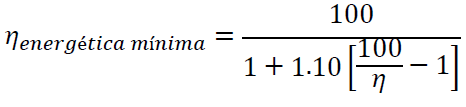 η_energética mínima = 100 / (1 + 1.10 [100/η − 1])